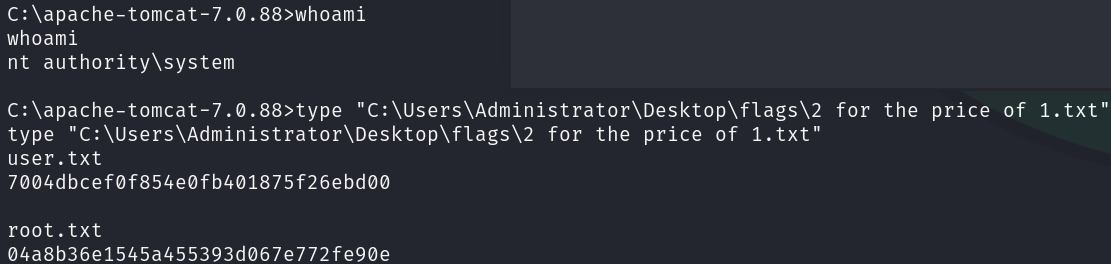 C:\apache-tomcat-7.0.88>whoami
whoami
nt authority\system
C:\apache-tomcat-7.0.88>type "C:\Users\Administrator\Desktop\flags\2 for the price of 1.txt"
type "C:\Users\Administrator\Desktop\flags\2 for the price of 1.txt"
user.txt
7004dbcef0f854e0fb401875f26ebd00
root.txt
04a8b36e1545a455393d067e772fe90e